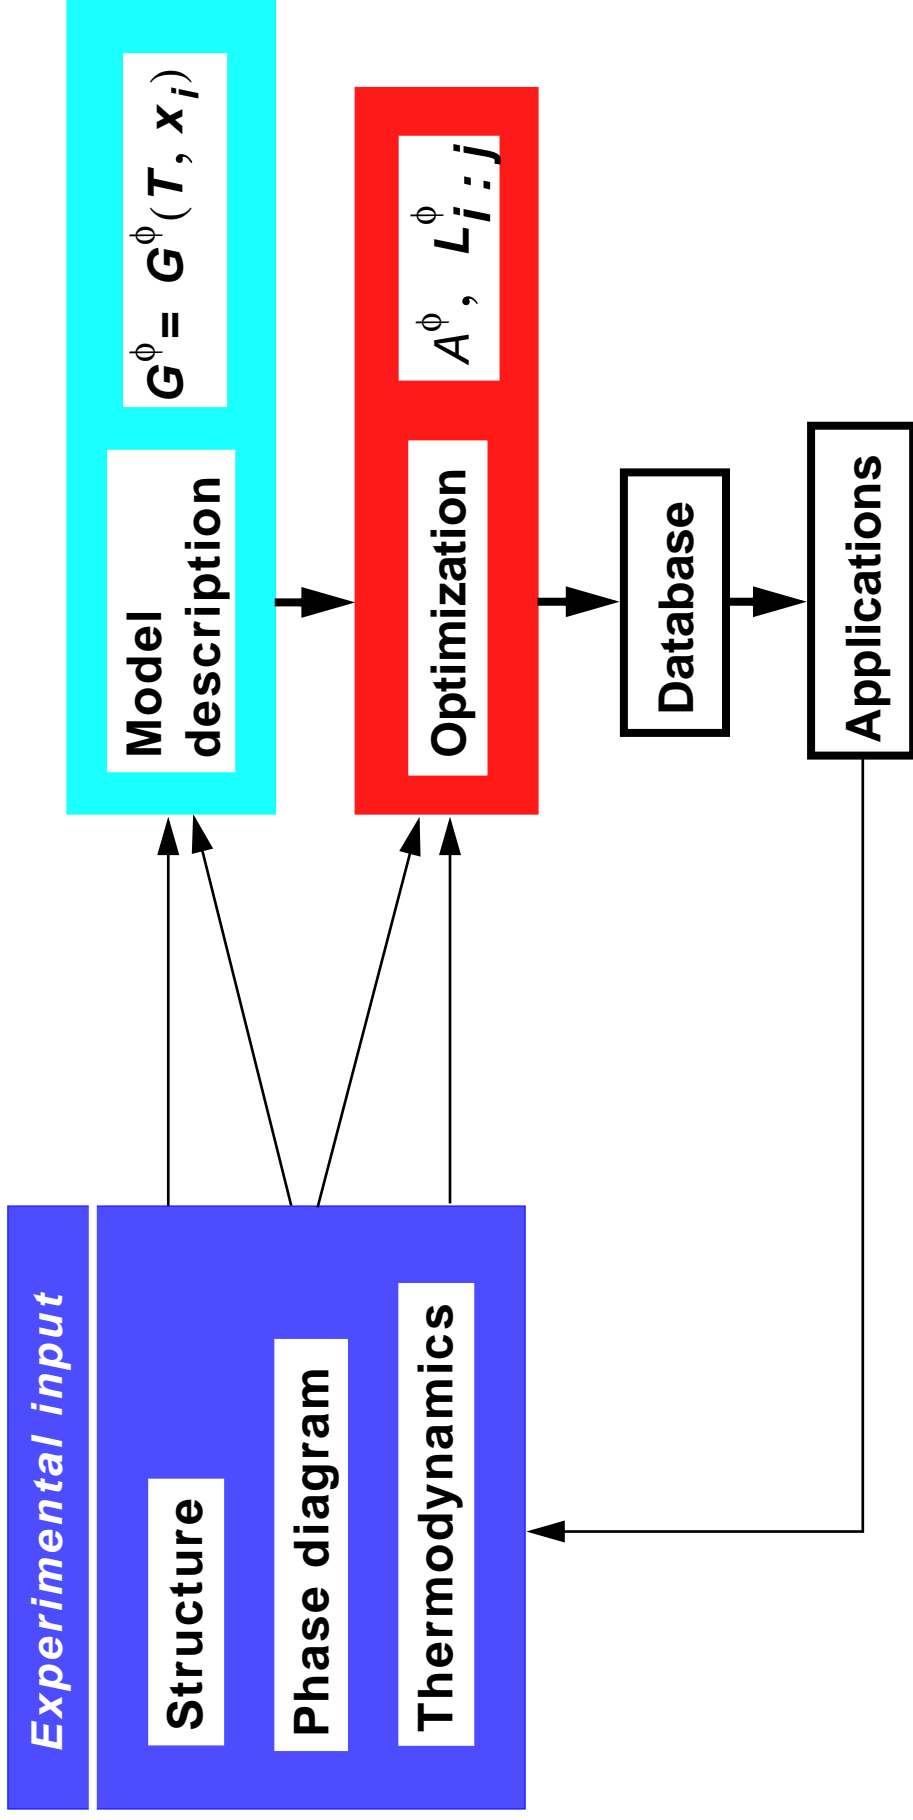 Experimental input
Structure
Phase diagram
Thermodynamics
Model
description
G^ϕ = G^ϕ(T, x_i)
Optimization
A^ϕ, L^ϕ_i:j
Database
Applications